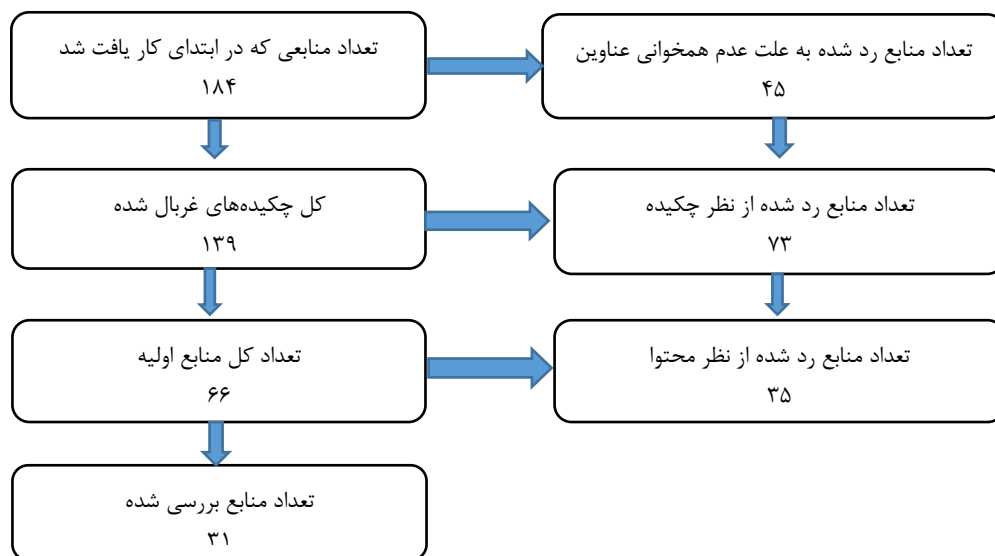 تعداد منابعی که در ابتدای کار یافت شد
۱۸۴
تعداد منابع رد شده به علت عدم همخوانی عناوین
۴۵
کل چکیده‌های غربال شده
۱۳۹
تعداد منابع رد شده از نظر چکیده
۷۳
تعداد کل منابع اولیه
۶۶
تعداد منابع رد شده از نظر محتوا
۳۵
تعداد منابع بررسی شده
۳۱